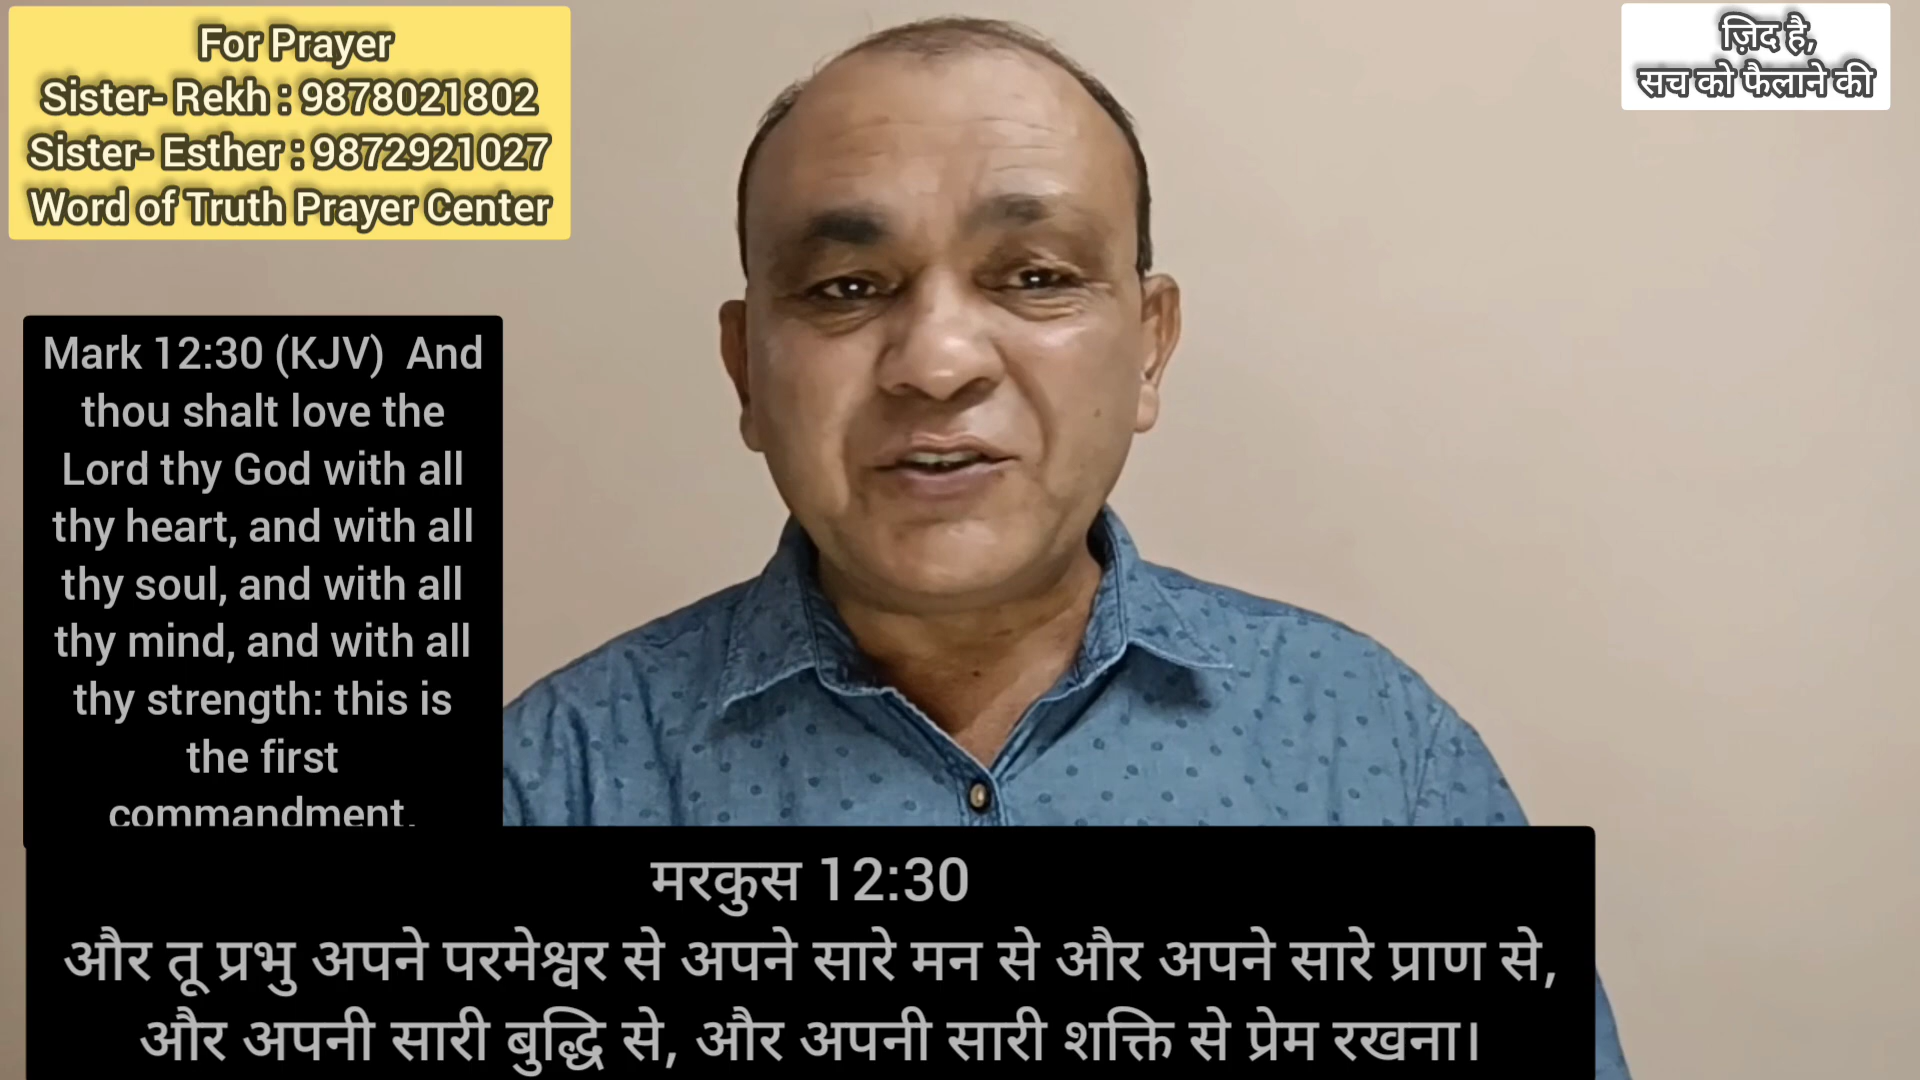 For Prayer
Sister- Rekh : 9878021802
Sister- Esther : 9872921027
Word of Truth Prayer Center
ज़िद है,
सच को फैलाने की
Mark 12:30 (KJV) And
thou shalt love the
Lord thy God with all
thy heart, and with all
thy soul, and with all
thy mind, and with all
thy strength: this is
the first
commandment.
मरकुस 12:30
और तू प्रभु अपने परमेश्वर से अपने सारे मन से और अपने सारे प्राण से,
और अपनी सारी बुद्धि से, और अपनी सारी शक्ति से प्रेम रखना।